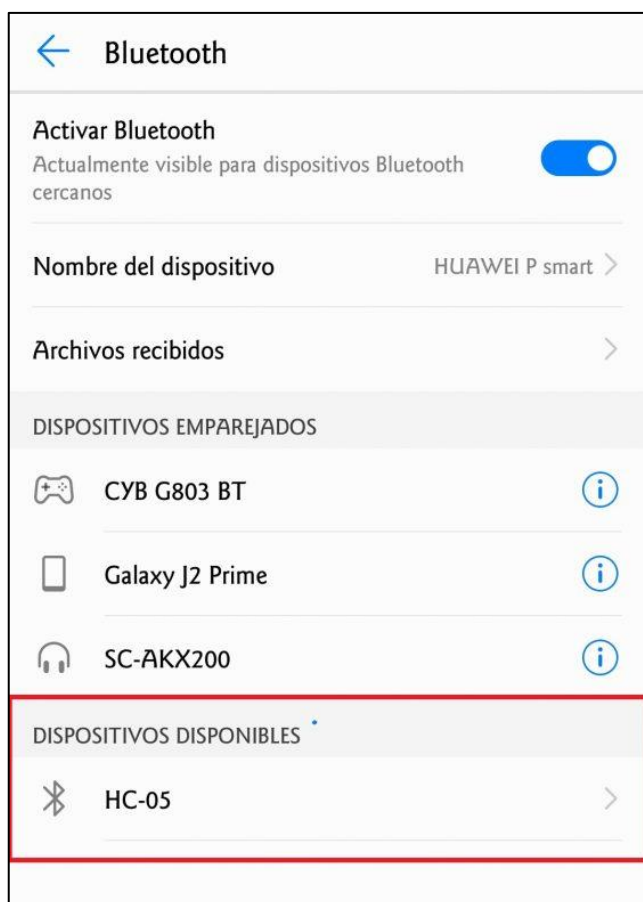 Bluetooth
Activar Bluetooth
Actualmente visible para dispositivos Bluetooth
cercanos
Nombre del dispositivo HUAWEI P smart
Archivos recibidos
DISPOSITIVOS EMPAREJADOS
CYB G803 BT
Galaxy J2 Prime
SC-AKX200
DISPOSITIVOS DISPONIBLES
HC-05